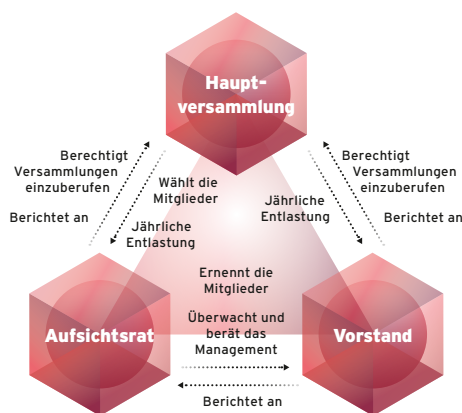 Haupt-
versammlung
Berechtigt
Versammlungen
einzuberufen
Berichtet an
Wählt die
Mitglieder
Jährliche
Entlastung
Jährliche
Entlastung
Berechtigt
Versammlungen
einzuberufen
Berichtet an
Ernennt die
Mitglieder
Überwacht und
berät das
Management
Aufsichtsrat
Vorstand
Berichtet an